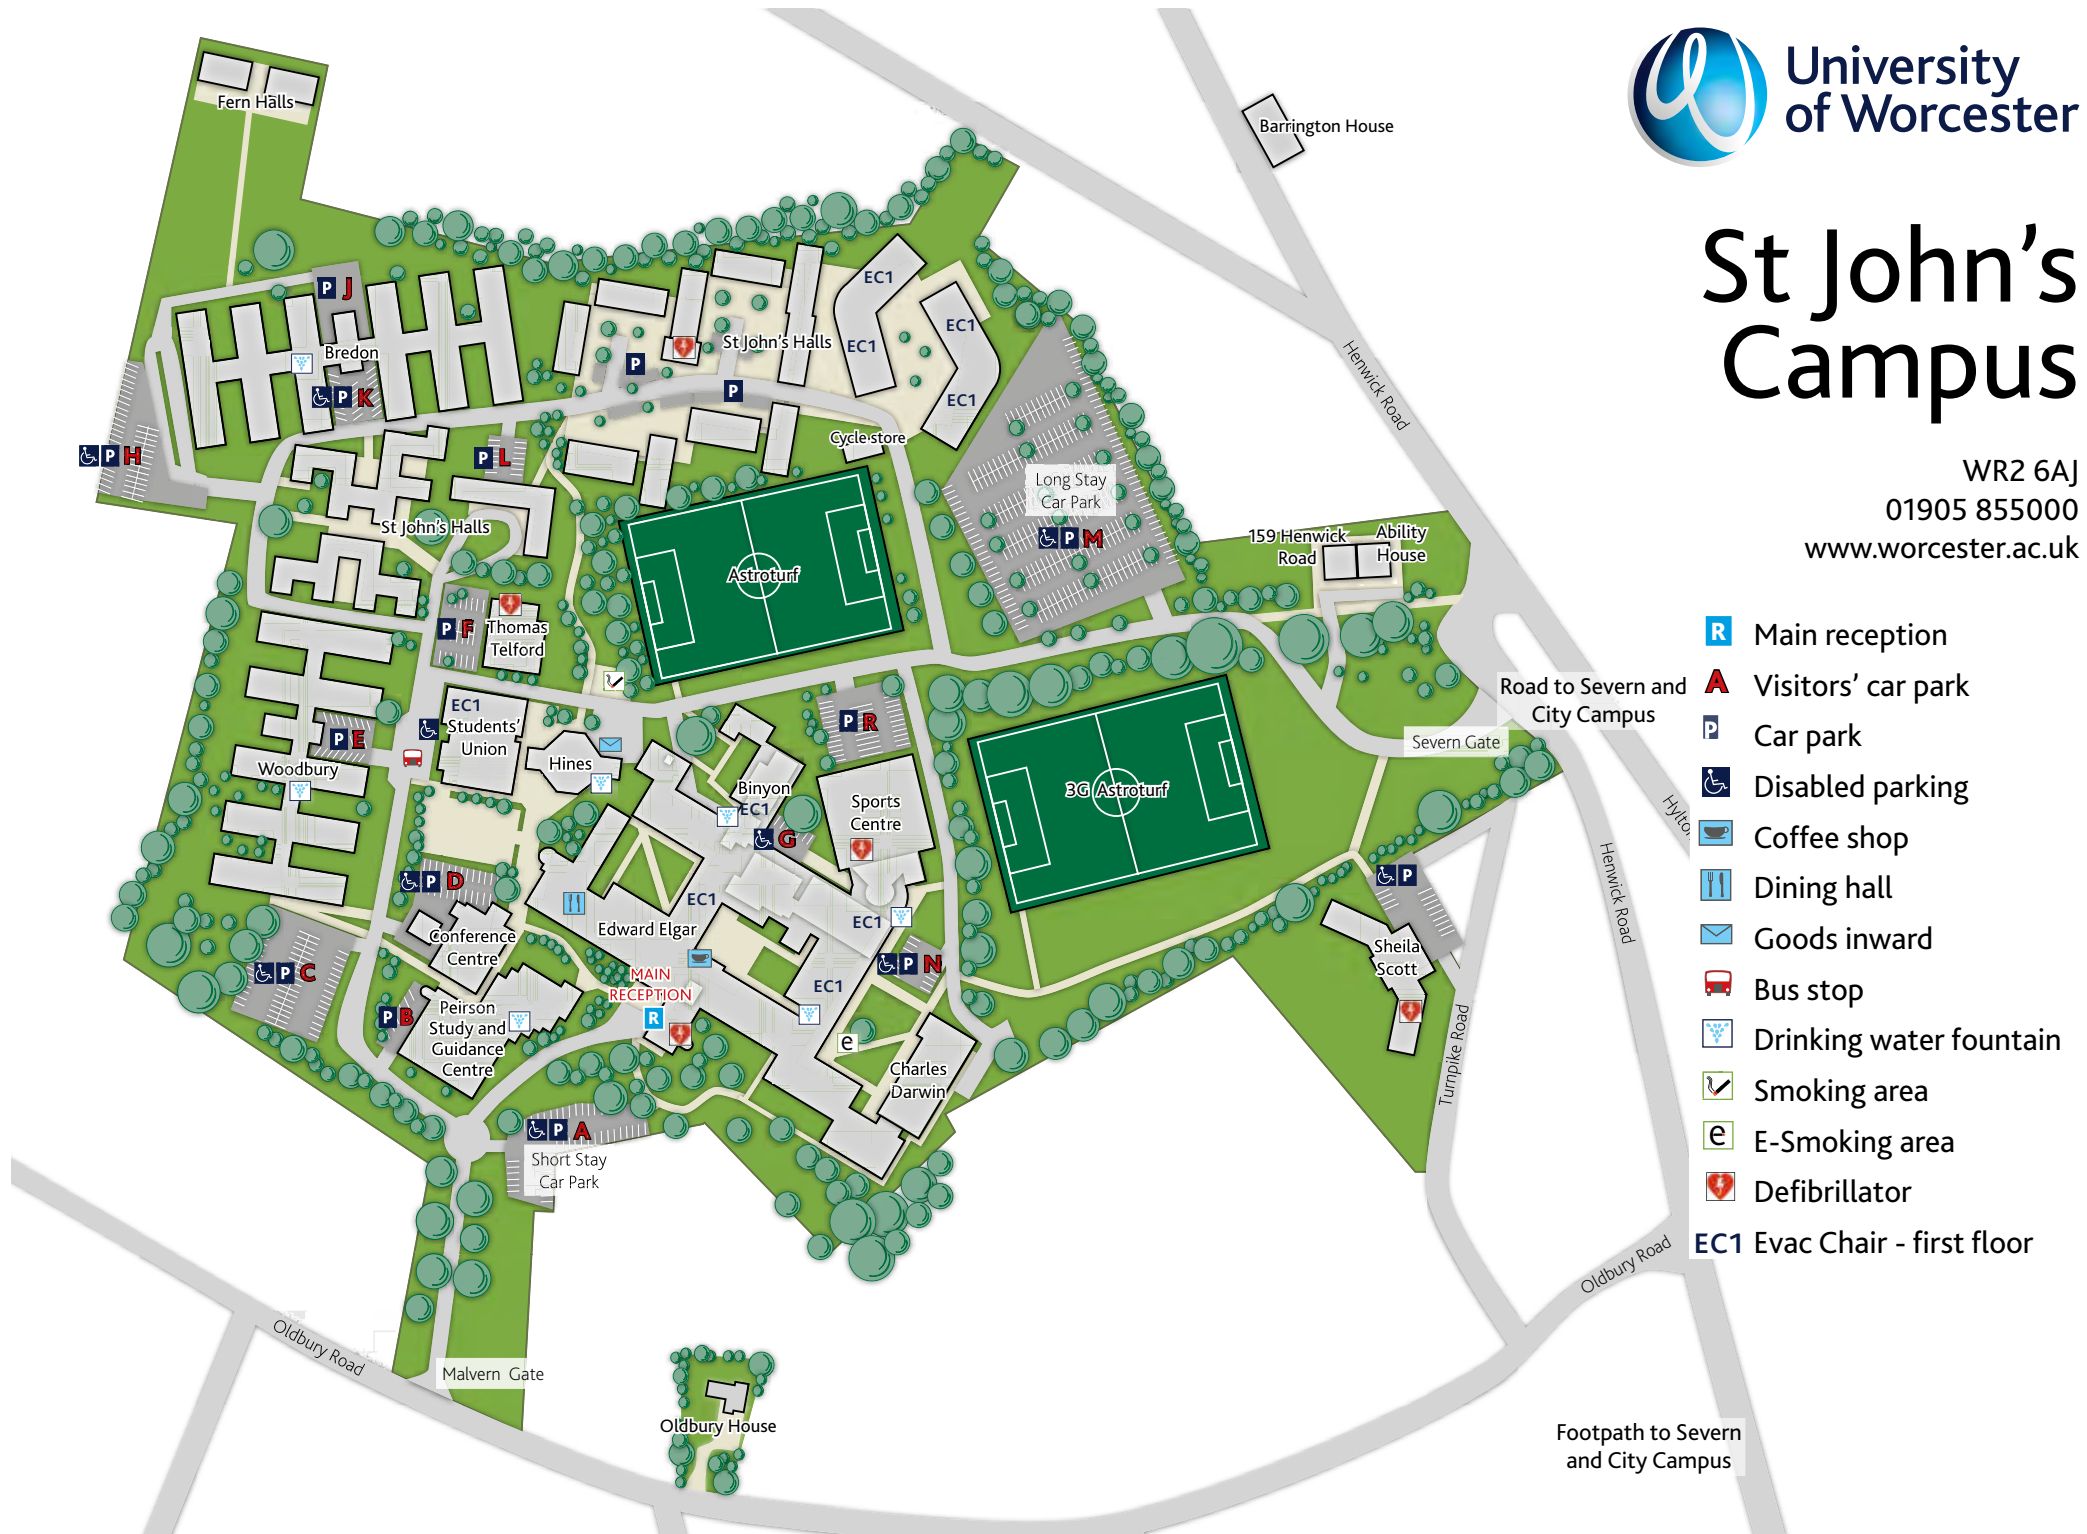 University
of Worcester
St John's
Campus
WR2 6AJ
01905 855000
www.worcester.ac.uk
R Main reception
A Visitors' car park
P Car park
Disabled parking
Coffee shop
Dining hall
Goods inward
Bus stop
Drinking water fountain
Smoking area
e E-Smoking area
Defibrillator
EC1 Evac Chair - first floor
Fern Halls
Barrington House
P J
Bredon
P K
P H
P L
St John's Halls
P
P
St John's Halls
EC1
EC1
EC1
EC1
Cycle store
Long Stay
Car Park
P M
Henwick Road
159 Henwick
Road
Ability
House
Astroturf
P F
Thomas
Telford
EC1
Students'
Union
P E
Woodbury
Hines
Binyon
EC1
G
P R
Sports
Centre
3G Astroturf
Severn Gate
Road to Severn and
City Campus
Henwick Road
P D
Conference
Centre
P C
P B
Peirson
Study and
Guidance
Centre
Edward Elgar
EC1
EC1
EC1
MAIN
RECEPTION
R
P N
e
Charles
Darwin
P
Sheila
Scott
Turnpike Road
P A
Short Stay
Car Park
Oldbury Road
Malvern Gate
Oldbury House
Oldbury Road
Footpath to Severn
and City Campus